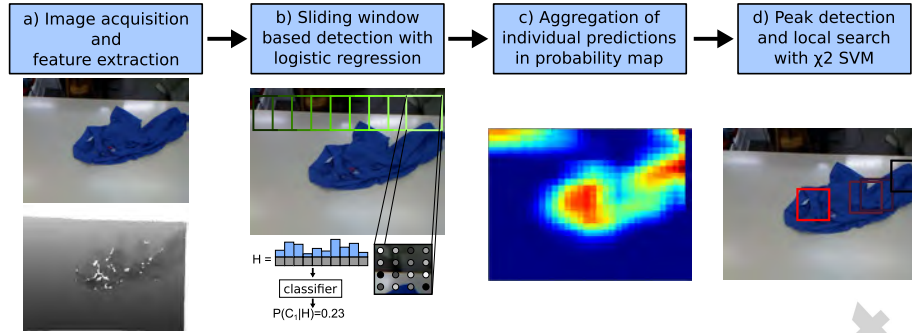 a) Image acquisition
and
feature extraction
b) Sliding window
based detection with
logistic regression
c) Aggregation of
individual predictions
in probability map
d) Peak detection
and local search
with χ2 SVM
H =
classifier
P(C₁|H)=0.23